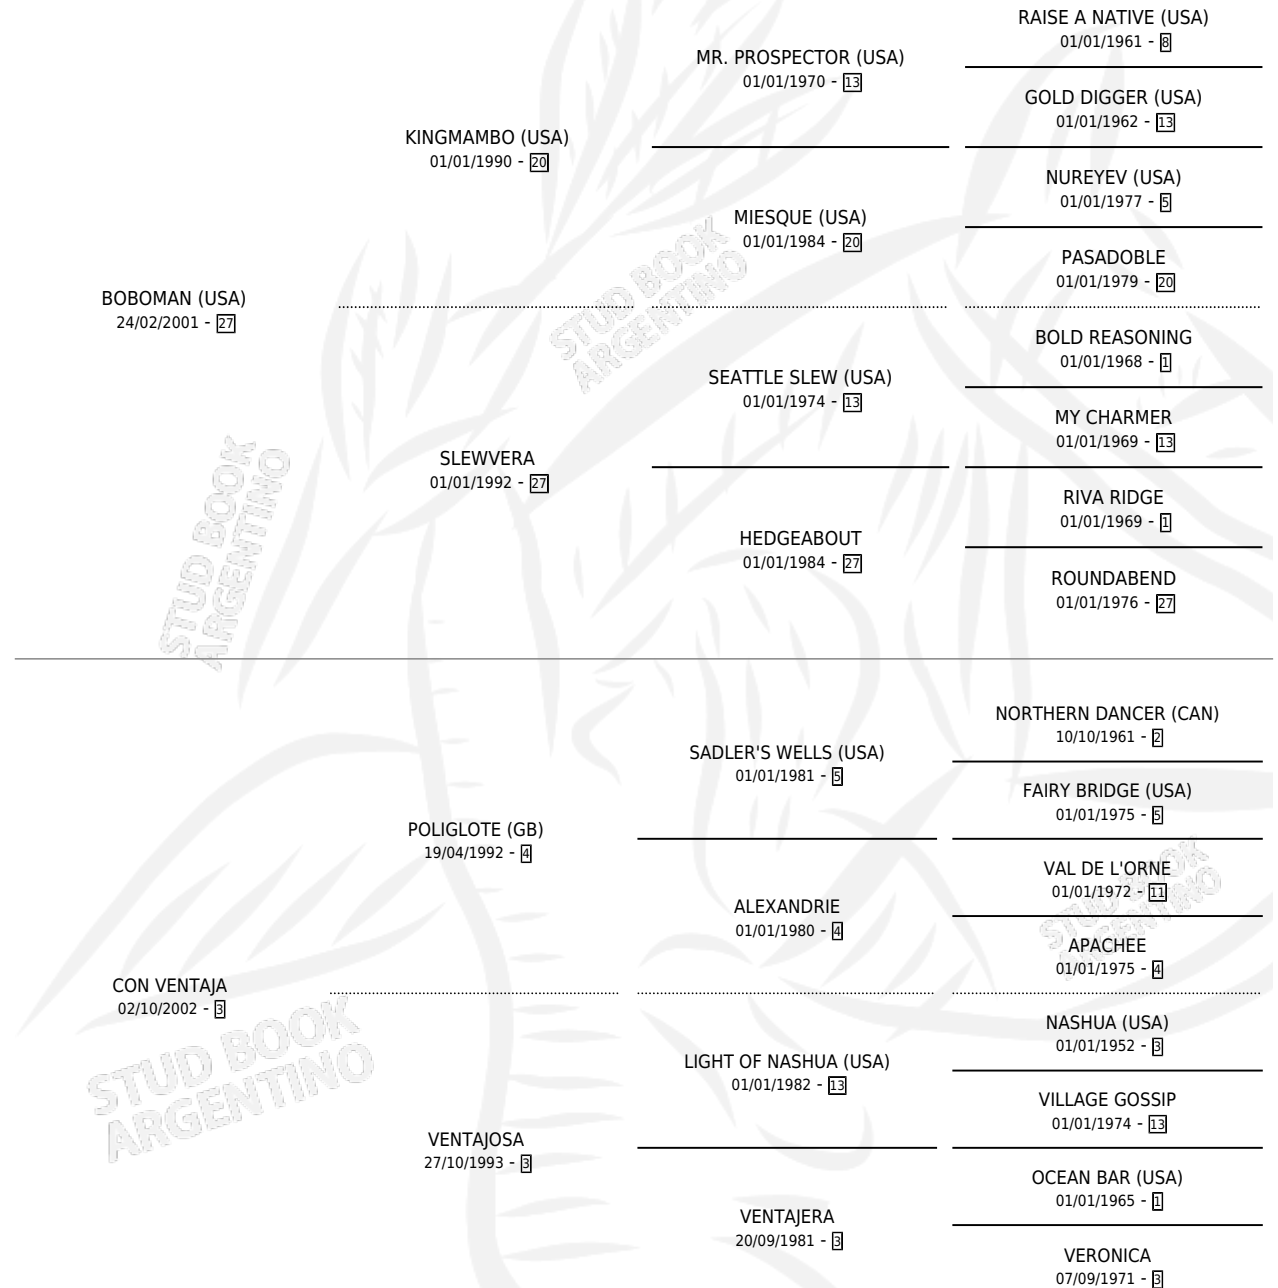 RAISE A NATIVE (USA)
01/01/1961 - 8
MR. PROSPECTOR (USA)
01/01/1970 - 13
GOLD DIGGER (USA)
01/01/1962 - 13
KINGMAMBO (USA)
01/01/1990 - 20
NUREYEV (USA)
01/01/1977 - 5
MIESQUE (USA)
01/01/1984 - 20
PASADOBLE
01/01/1979 - 20
BOBOMAN (USA)
24/02/2001 - 27
STUD BOOK
ARGENTINO
BOLD REASONING
01/01/1968 - 1
SEATTLE SLEW (USA)
01/01/1974 - 13
MY CHARMER
01/01/1969 - 13
SLEWVERA
01/01/1992 - 27
RIVA RIDGE
01/01/1969 - 1
HEDGEABOUT
01/01/1984 - 27
ROUNDABEND
01/01/1976 - 27
STUD BOOK
ARGENTINO
NORTHERN DANCER (CAN)
10/10/1961 - 2
SADLER'S WELLS (USA)
01/01/1981 - 5
FAIRY BRIDGE (USA)
01/01/1975 - 5
POLIGLOTE (GB)
19/04/1992 - 4
VAL DE L'ORNE
01/01/1972 - 11
ALEXANDRIE
01/01/1980 - 4
APACHEE
01/01/1975 - 4
STUD BOOK
ARGENTINO
CON VENTAJA
02/10/2002 - 3
NASHUA (USA)
01/01/1952 - 3
LIGHT OF NASHUA (USA)
01/01/1982 - 13
VILLAGE GOSSIP
01/01/1974 - 13
STUD BOOK
ARGENTINO
VENTAJOSA
27/10/1993 - 3
OCEAN BAR (USA)
01/01/1965 - 1
VENTAJERA
20/09/1981 - 3
VERONICA
07/09/1971 - 3